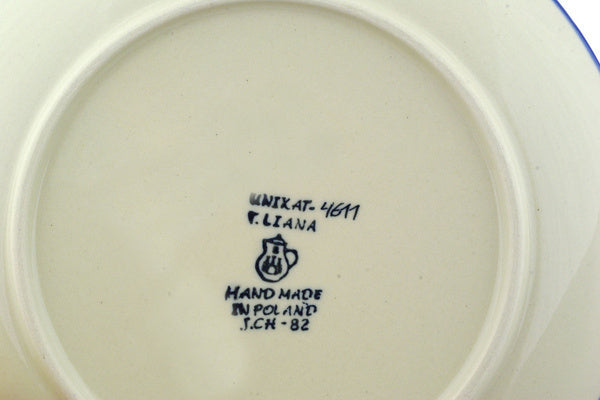 UNIKAT-4611
T.LIANA
HAND MADE
IN POLAND
J.CH-82